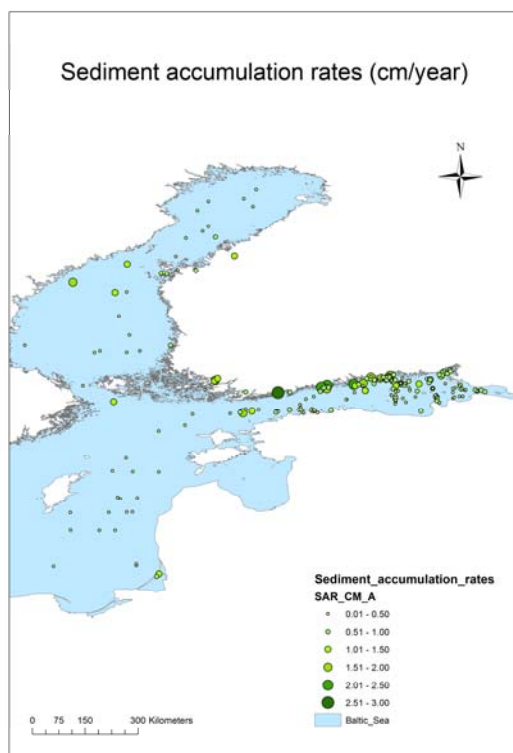 Sediment accumulation rates (cm/year)
N
Sediment_accumulation_rates
SAR_CM_A
0.01 - 0.50
0.51 - 1.00
1.01 - 1.50
1.51 - 2.00
2.01 - 2.50
2.51 - 3.00
Baltic_Sea
0 75 150 300 Kilometers